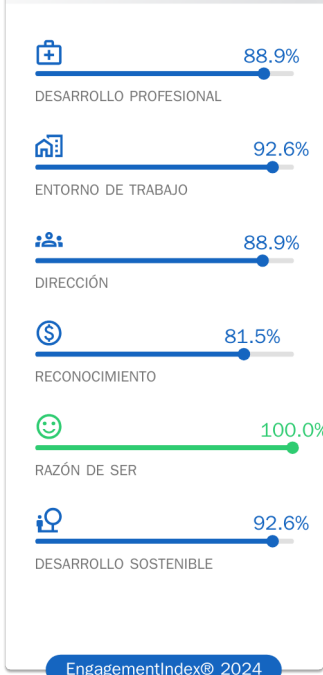 88.9%
DESARROLLO PROFESIONAL
92.6%
ENTORNO DE TRABAJO
88.9%
DIRECCIÓN
81.5%
RECONOCIMIENTO
100.0%
RAZÓN DE SER
92.6%
DESARROLLO SOSTENIBLE
EngagementIndex® 2024